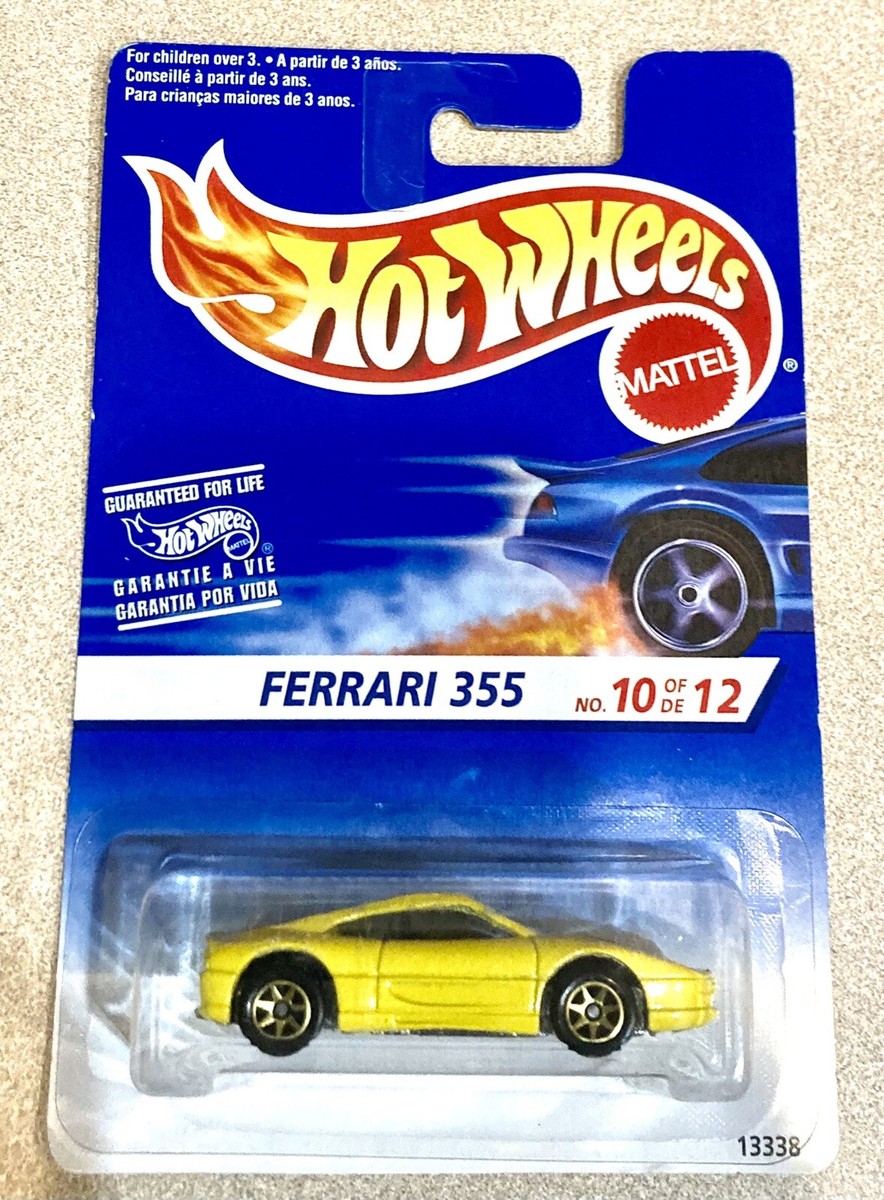 For children over 3. • A partir de 3 años.
Conseillé à partir de 3 ans.
Para crianças maiores de 3 anos.
HOT WHEELS
MATTEL
®
GUARANTEED FOR LIFE
HOT WHEELS
MATTEL
®
GARANTIE A VIE
GARANTIA POR VIDA
FERRARI 355
NO. 10 OF DE 12
13338